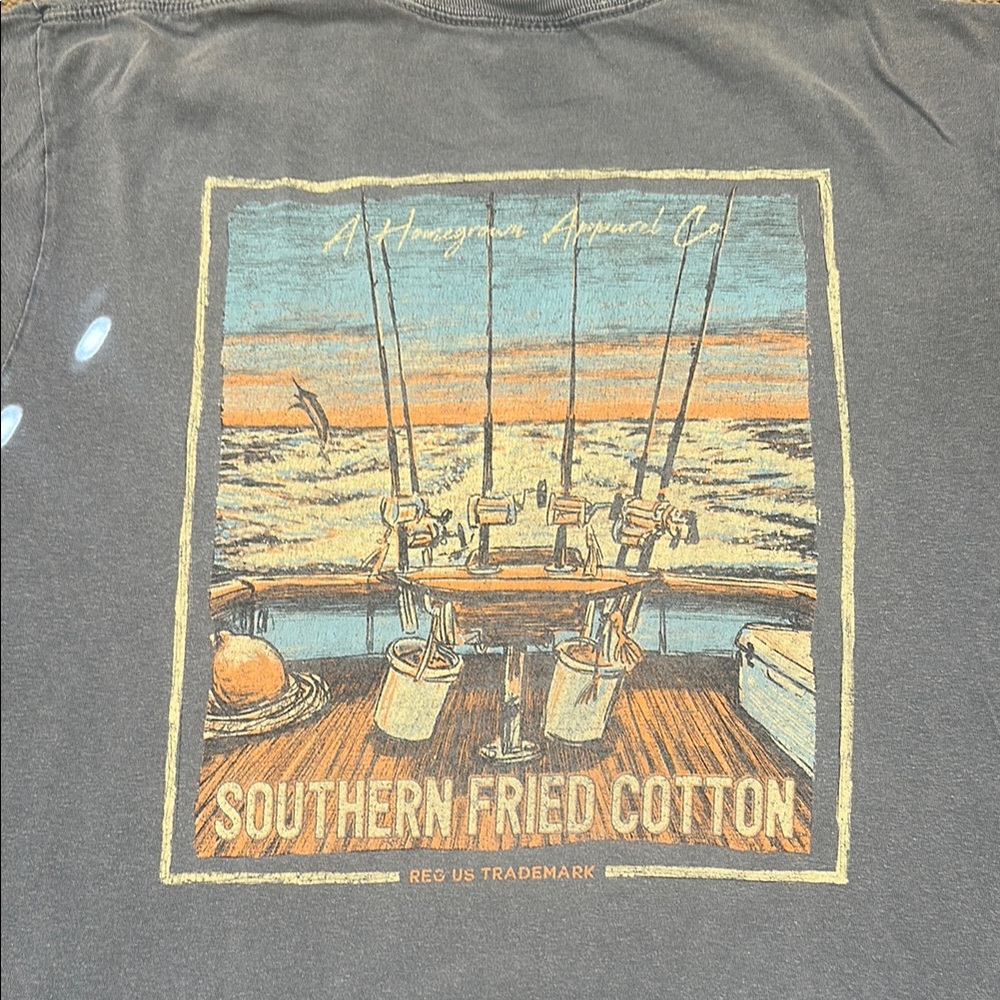 A Homegrown Apparel Co.
SOUTHERN FRIED COTTON
REG US TRADEMARK